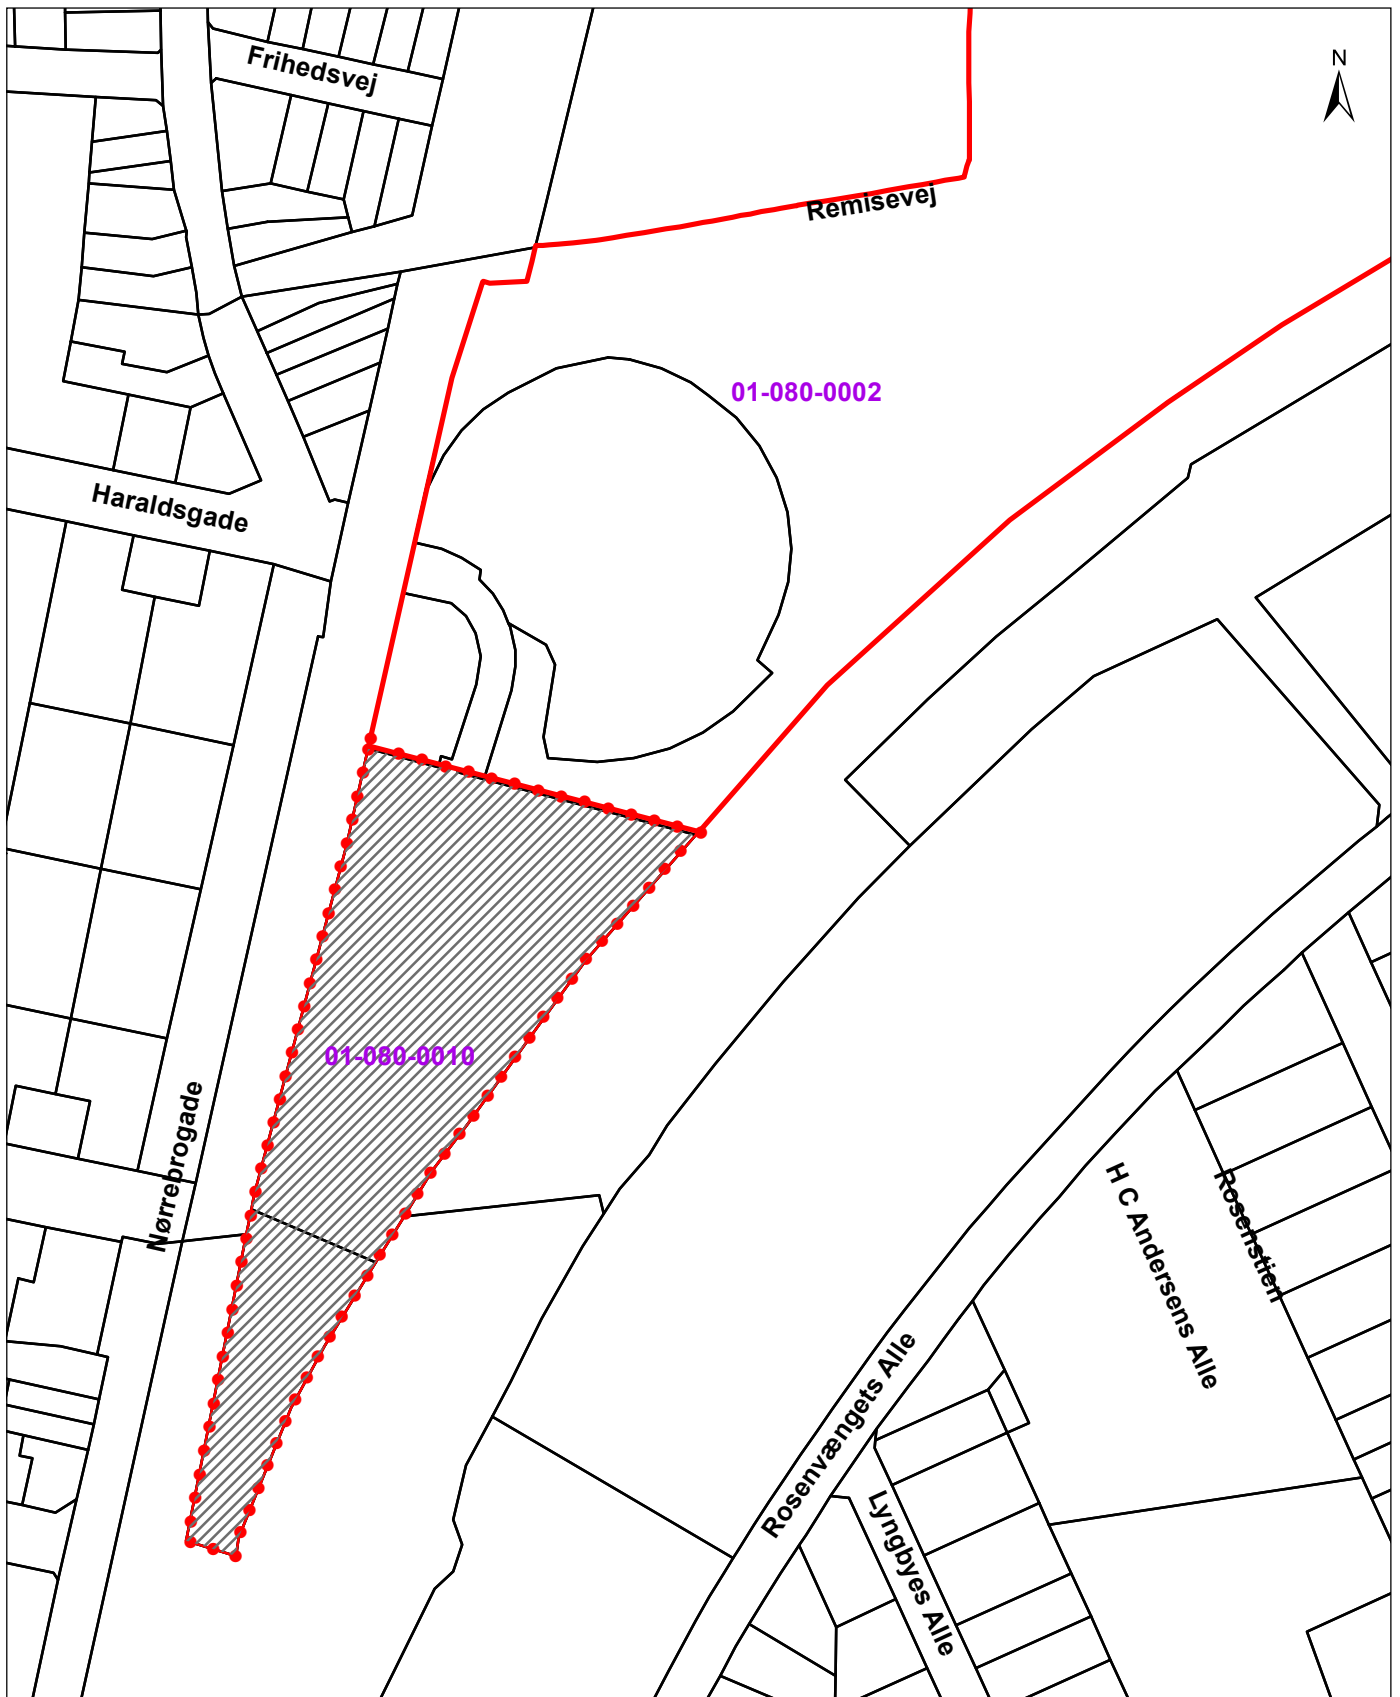 Frihedsvej
N
Remisevej
01-080-0002
Haraldsgade
01-080-0010
Nørrebrogade
H C Andersens Alle
Rosenstien
Rosenvængets Alle
Lyngbyes Alle